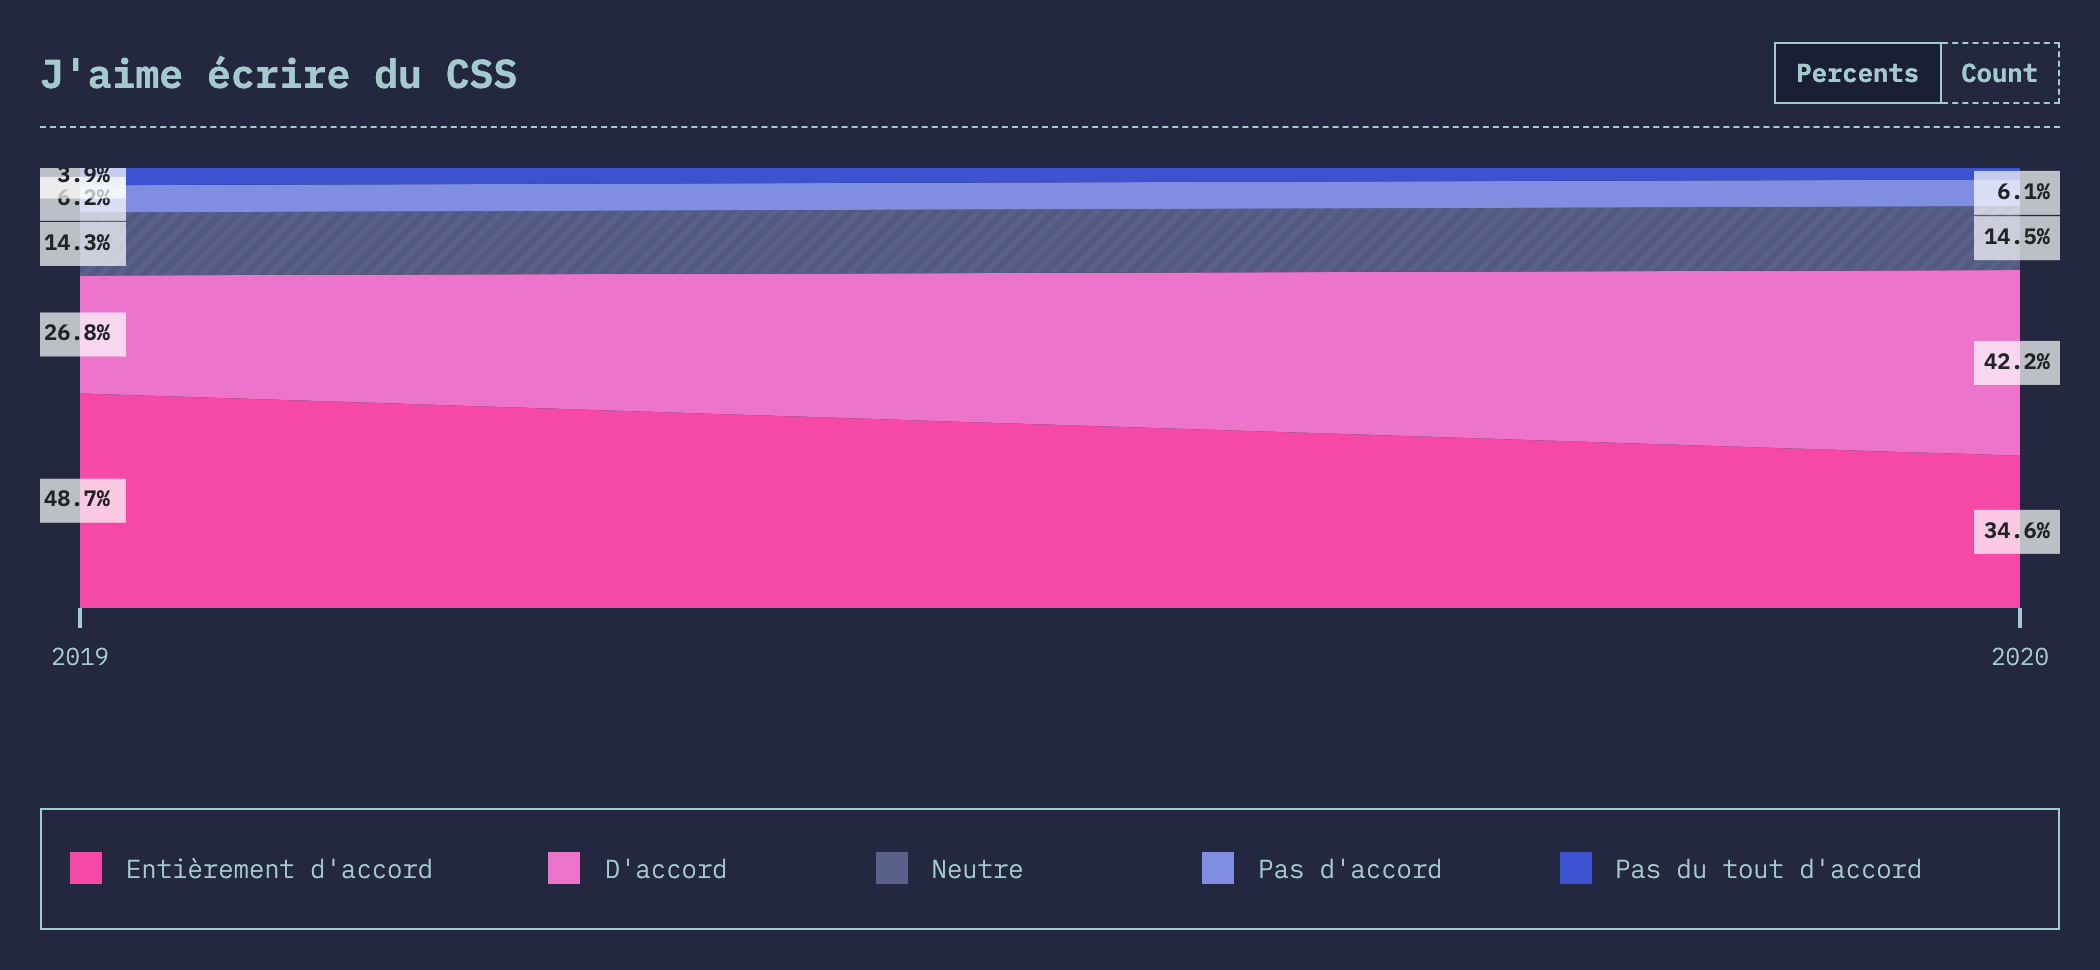 J'aime écrire du CSS
Percents
Count
3.9%
6.2%
14.3%
26.8%
48.7%
6.1%
14.5%
42.2%
34.6%
2019
2020
Entièrement d'accord
D'accord
Neutre
Pas d'accord
Pas du tout d'accord